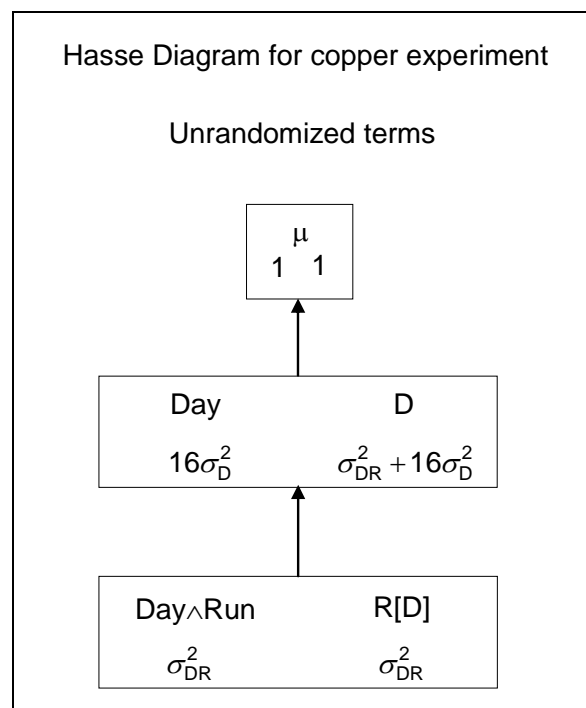 Hasse Diagram for copper experiment
Unrandomized terms
μ
1 1
Day D
16σ²_D σ²_DR + 16σ²_D
Day∧Run R[D]
σ²_DR σ²_DR